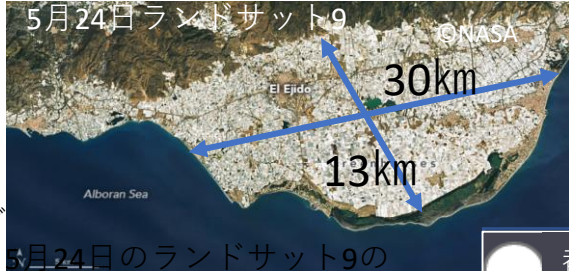 5月24日ランドサット9
©NASA
El Ejido
30㎞
13㎞
Alboran Sea
5月24日のランドサット9の